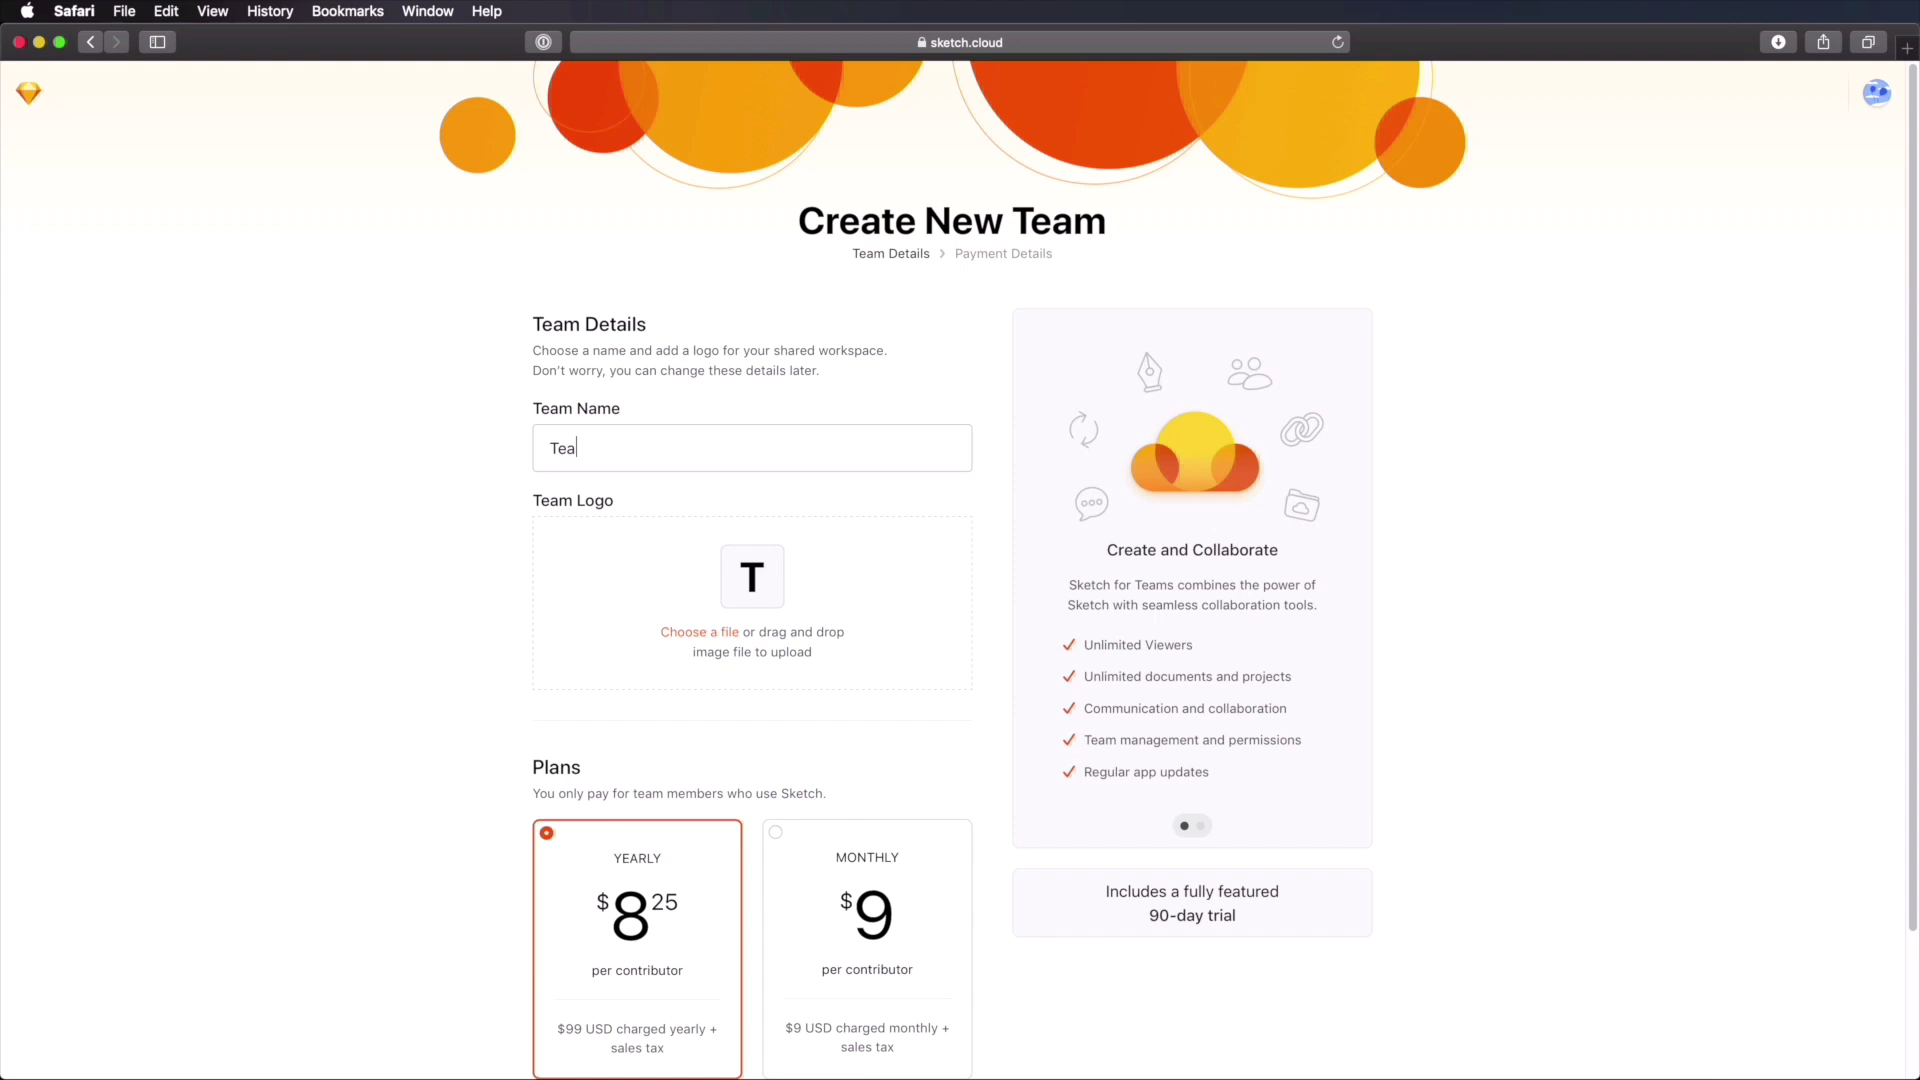 Safari File Edit View History Bookmarks Window Help
sketch.cloud
Create New Team
Team Details > Payment Details
Team Details
Choose a name and add a logo for your shared workspace.
Don't worry, you can change these details later.
Team Name
Tea
Team Logo
T
Choose a file or drag and drop
image file to upload
Plans
You only pay for team members who use Sketch.
YEARLY
$8 25
per contributor
$99 USD charged yearly +
sales tax
MONTHLY
$9
per contributor
$9 USD charged monthly +
sales tax
Create and Collaborate
Sketch for Teams combines the power of
Sketch with seamless collaboration tools.
Unlimited Viewers
Unlimited documents and projects
Communication and collaboration
Team management and permissions
Regular app updates
Includes a fully featured
90-day trial